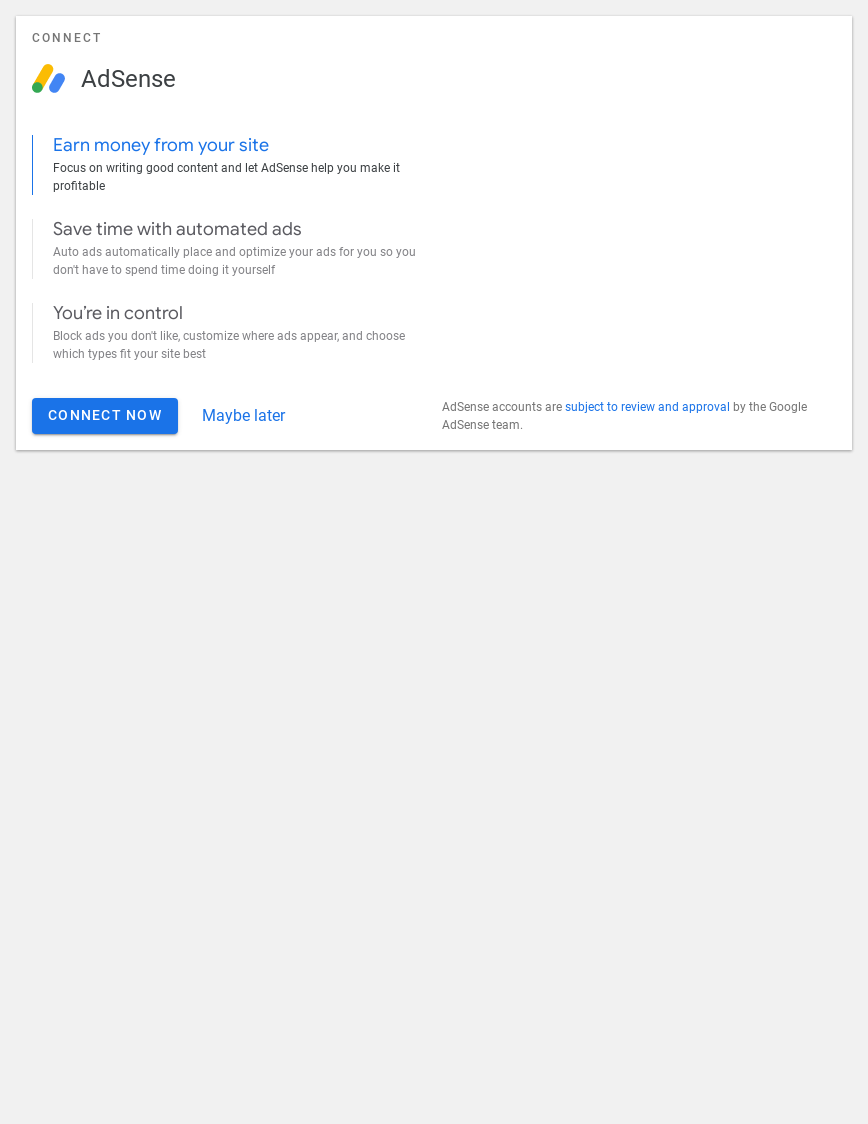 CONNECT
AdSense
Earn money from your site
Focus on writing good content and let AdSense help you make it
profitable
Save time with automated ads
Auto ads automatically place and optimize your ads for you so you
don't have to spend time doing it yourself
You're in control
Block ads you don't like, customize where ads appear, and choose
which types fit your site best
CONNECT NOW
Maybe later
AdSense accounts are subject to review and approval by the Google
AdSense team.